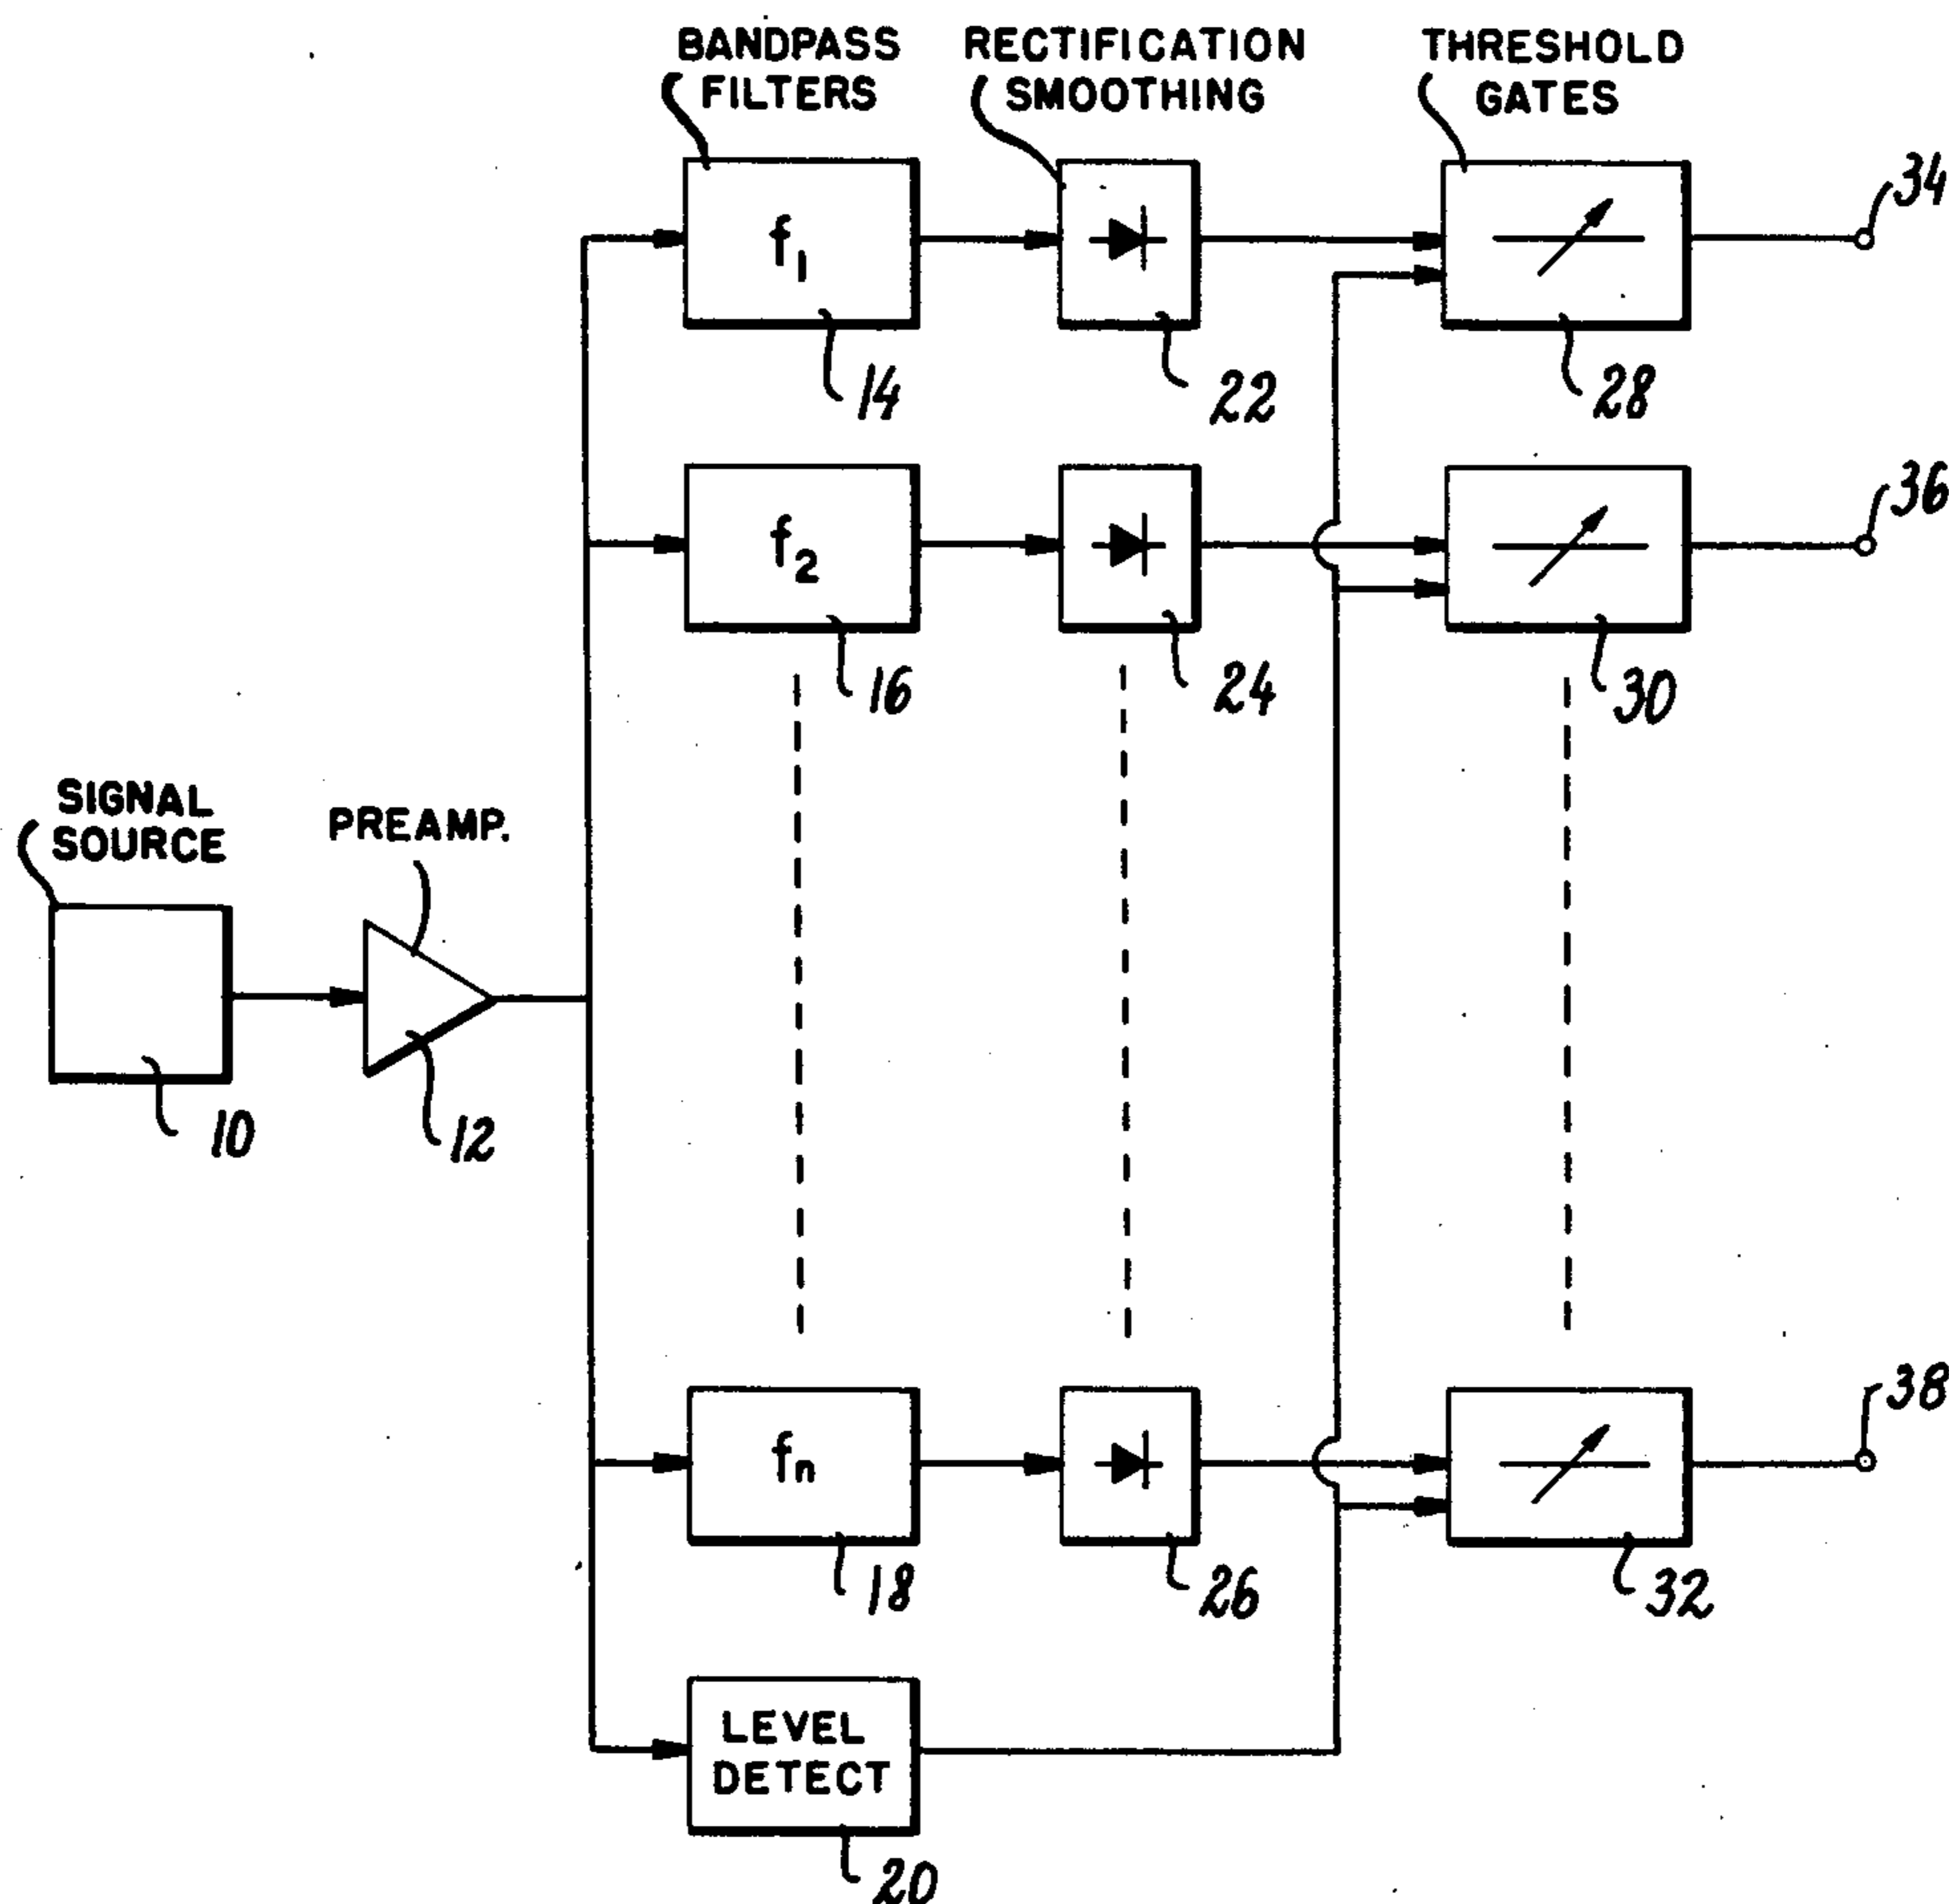 BANDPASS
FILTERS
RECTIFICATION
SMOOTHING
THRESHOLD
GATES
34
f1
14
22
28
36
f2
16
24
30
SIGNAL
SOURCE
PREAMP.
10
12
38
fn
18
26
32
LEVEL
DETECT
20